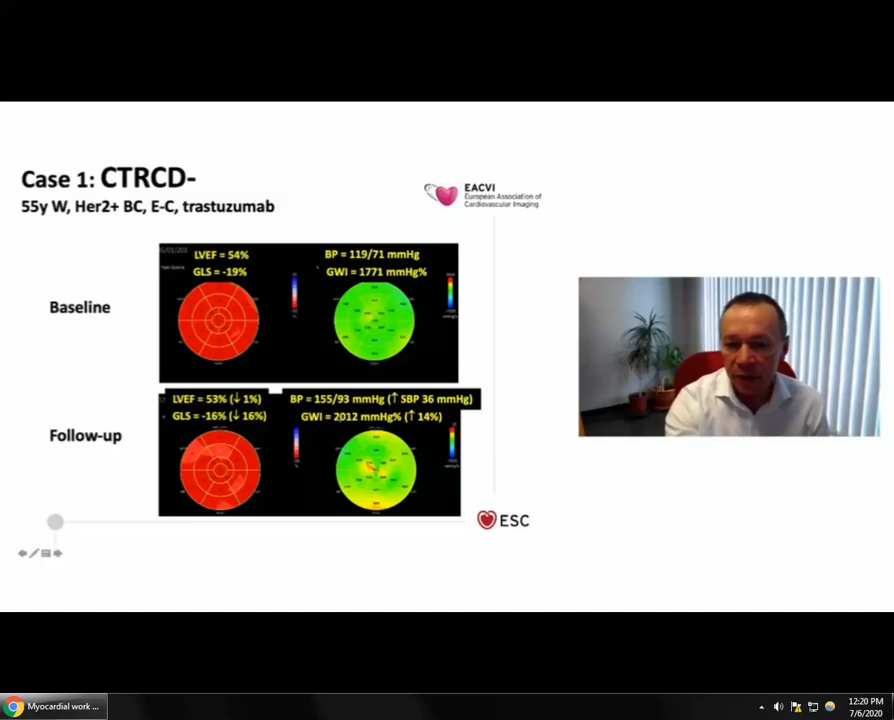 Case 1: CTRCD-
55y W, Her2+ BC, E-C, trastuzumab
EACVI
European Association of
Cardiovascular Imaging
Baseline
LVEF = 54%
GLS = -19%
BP = 119/71 mmHg
GWI = 1771 mmHg%
Follow-up
LVEF = 53% (↓ 1%)
GLS = -16% (↓ 16%)
BP = 155/93 mmHg (↑ SBP 36 mmHg)
GWI = 2012 mmHg% (↑ 14%)
ESC
Myocardial work ...
12:20 PM
7/6/2020